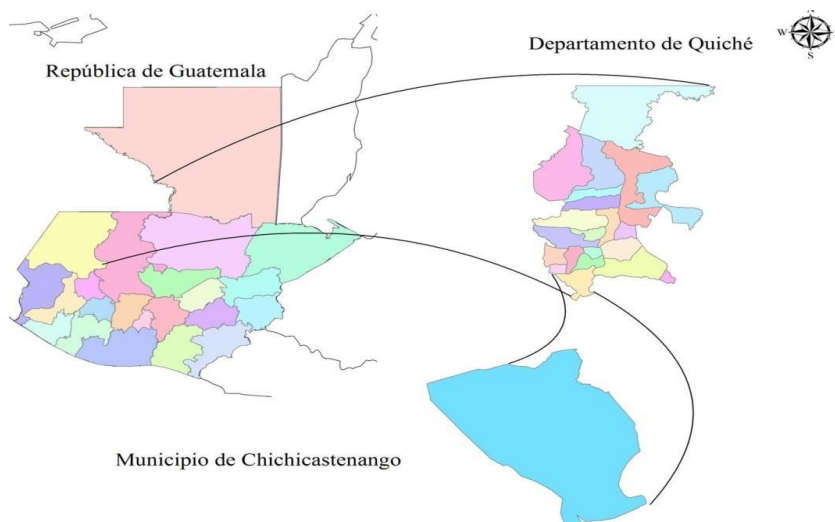 Departamento de Quiché
República de Guatemala
W
S
Municipio de Chichicastenango